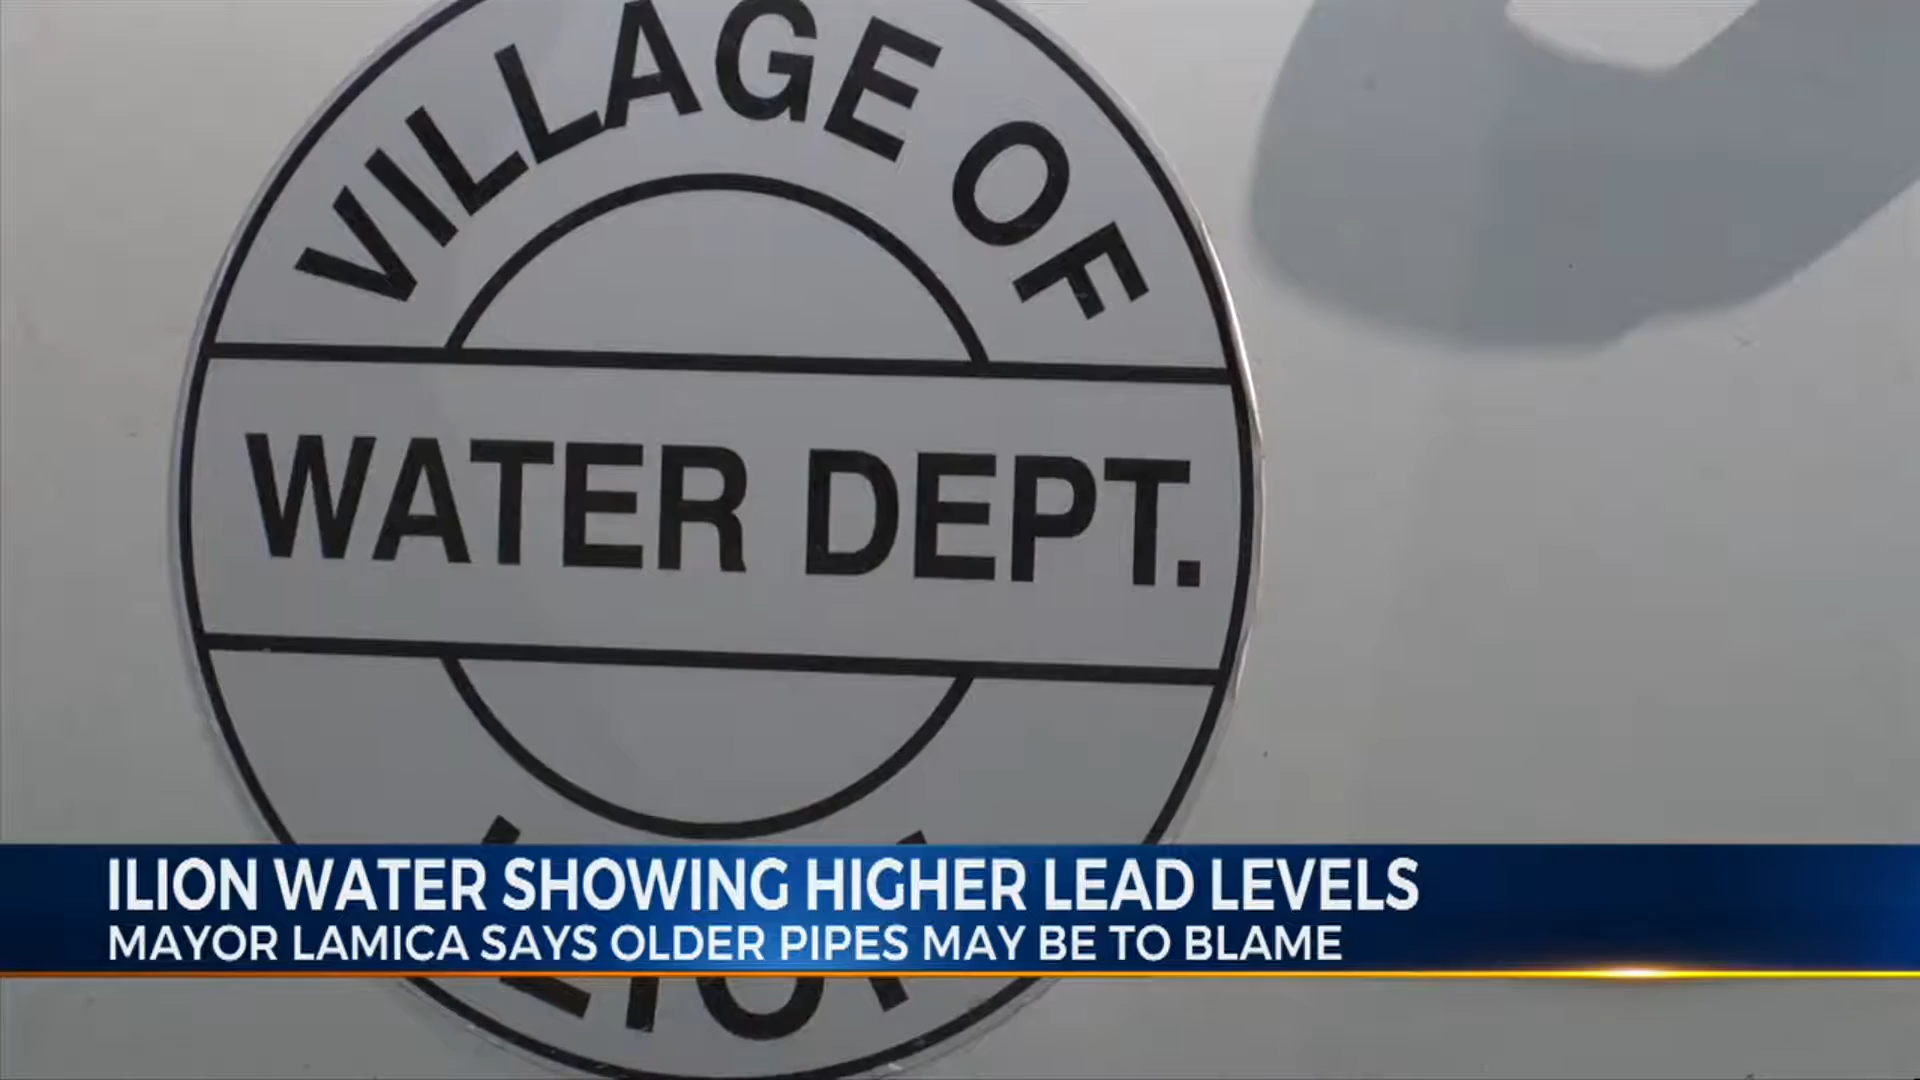 VILLAGE OF
WATER DEPT.
ILION WATER SHOWING HIGHER LEAD LEVELS
MAYOR LAMICA SAYS OLDER PIPES MAY BE TO BLAME